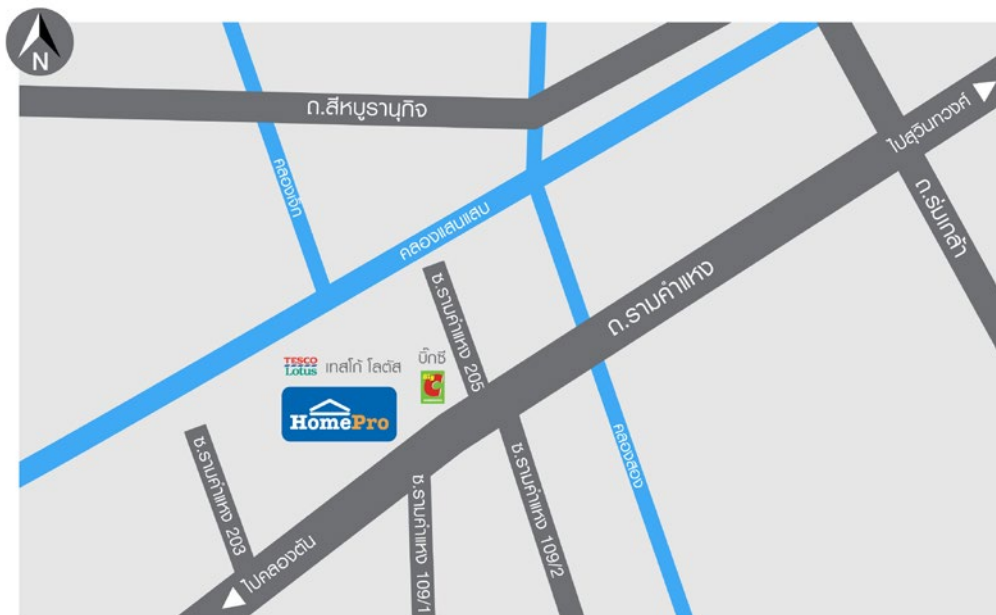 N
ถ.สีหบูรานุกิจ
ไปสุวินทวงศ์
คลองเจ๊ก
คลองแสนแสบ
ถ.ร่มเกล้า
ซ.รามคำแหง 205
ถ.รามคำแหง
TESCO
Lotus
เทสโก้ โลตัส
บิ๊กซี
Big
C
HomePro
ซ.รามคำแหง 203
คลองสอง
ซ.รามคำแหง 109/2
ซ.รามคำแหง 109/1
ไปคลองตัน